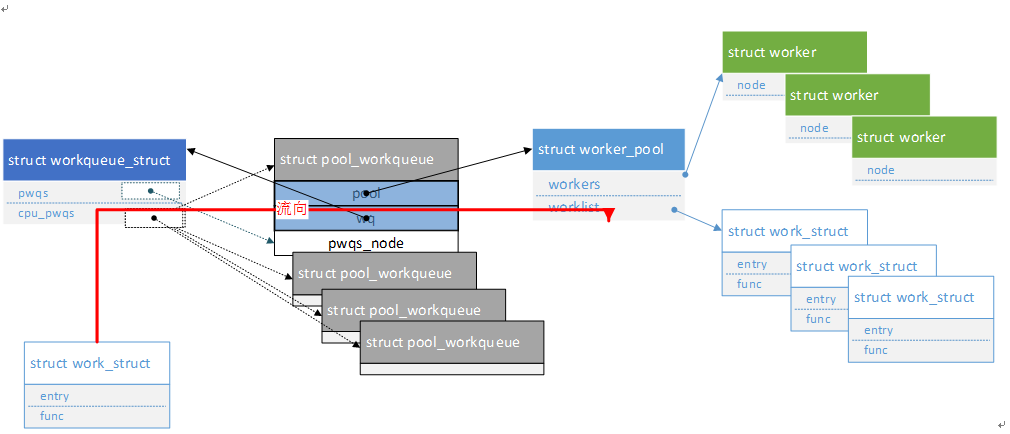 struct worker
node
struct worker
node
struct worker
node
struct workqueue_struct
pwqs
cpu_pwqs
struct pool_workqueue
pool
流向
wq
pwqs_node
struct pool_workqueue
struct pool_workqueue
struct pool_workqueue
struct worker_pool
workers
worklist
struct work_struct
entry
func
struct work_struct
entry
func
struct work_struct
entry
func
struct work_struct
entry
func